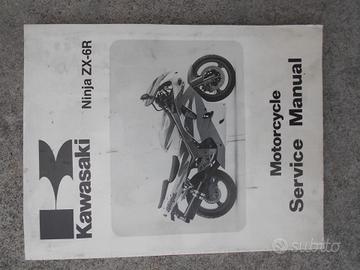 Kawasaki
Ninja ZX-6R
Motorcycle
Service Manual
subito